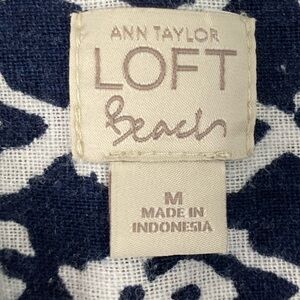 ANN TAYLOR
LOFT
Beach
M
MADE IN
INDONESIA